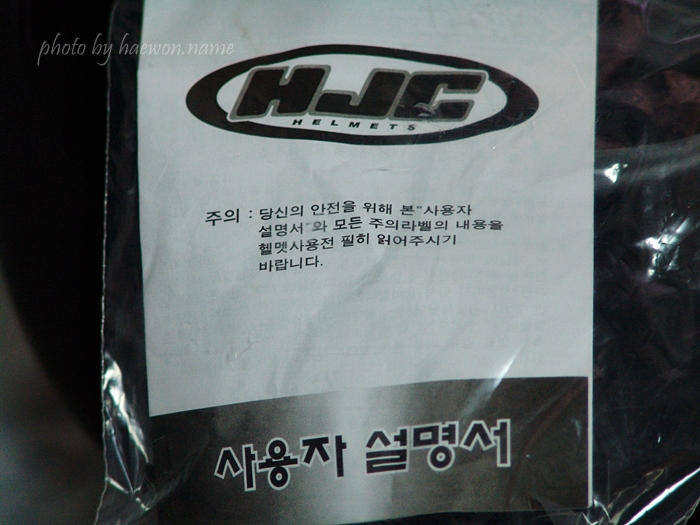 photo by haewon.name
HJC
HELMETS
주의 : 당신의 안전을 위해 본"사용자
설명서"와 모든 주의라벨의 내용을
헬멧사용전 필히 읽어주시기
바랍니다.
사용자 설명서